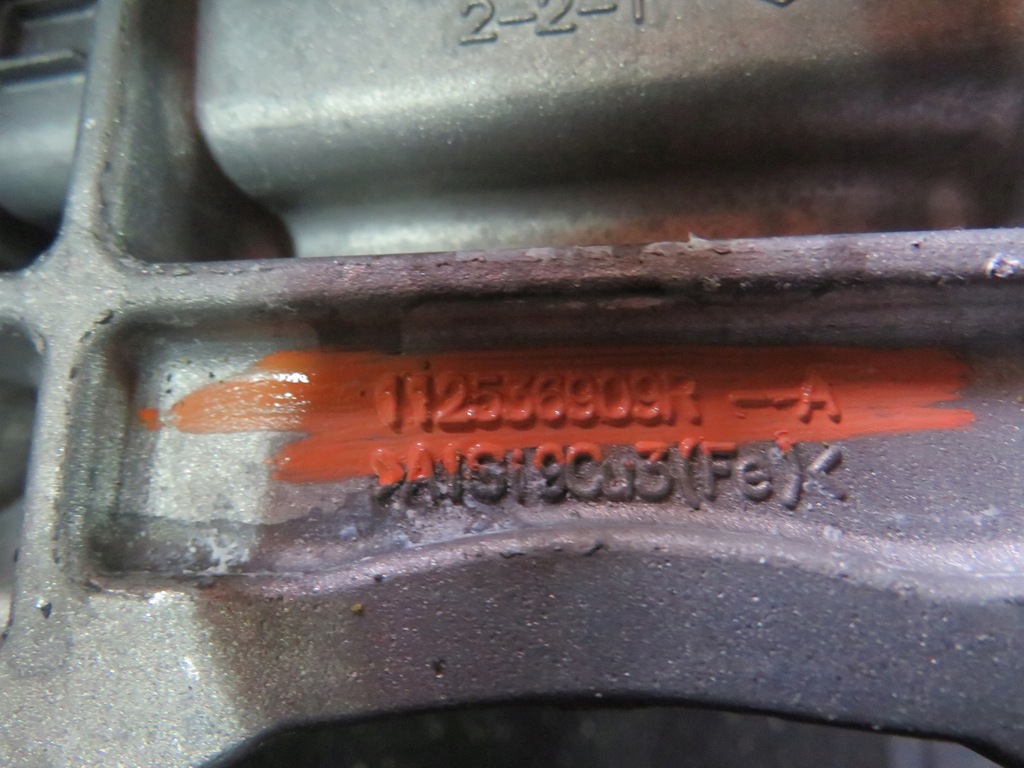 2-2-1
112536909R —A
>AlSi9Cu3(Fe)<